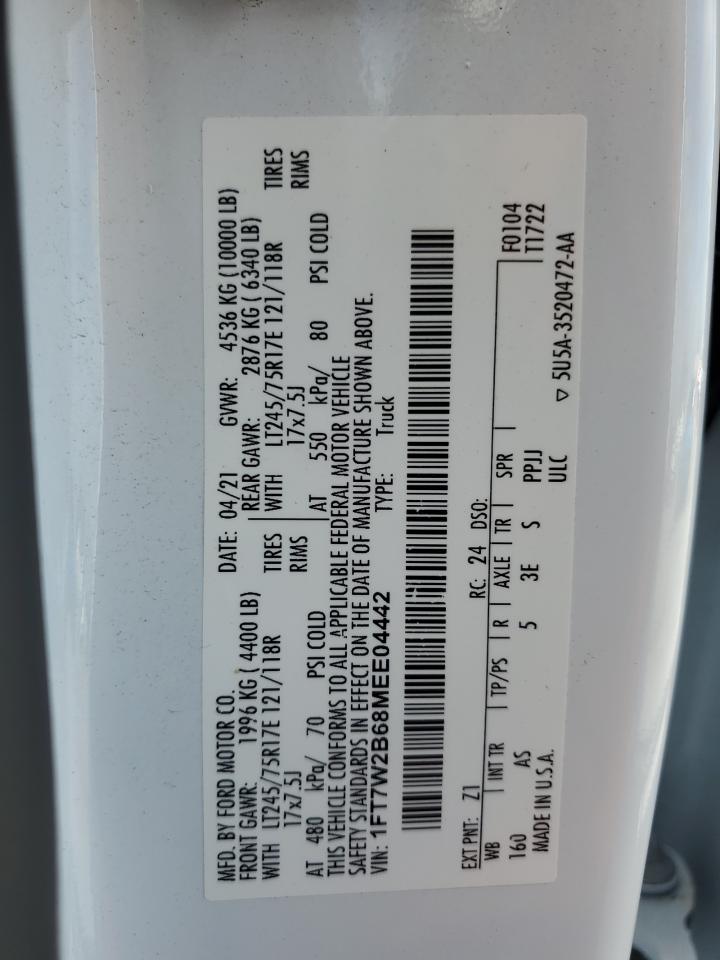 MFD. BY FORD MOTOR CO.
DATE: 04/21 GVWR: 4536 KG (10000 LB)
FRONT GAWR: 1996 KG ( 4400 LB)
REAR GAWR: 2876 KG ( 6340 LB)
WITH LT245/75R17E 121/118R TIRES
WITH LT245/75R17E 121/118R TIRES
17x7.5J RIMS
17x7.5J RIMS
AT 480 kPa/ 70 PSI COLD
AT 550 kPa/ 80 PSI COLD
THIS VEHICLE CONFORMS TO ALL APPLICABLE FEDERAL MOTOR VEHICLE
SAFETY STANDARDS IN EFFECT ON THE DATE OF MANUFACTURE SHOWN ABOVE.
VIN: 1FT7W2B68MEE04442 TYPE: Truck
EXT PNT: Z1 RC: 24 DSO:
WB INT TR TP/PS R AXLE TR SPR
F0104
T1722
160 AS 5 3E S PPJJ
ULC
MADE IN U.S.A. ▽ 5U5A-3520472-AA